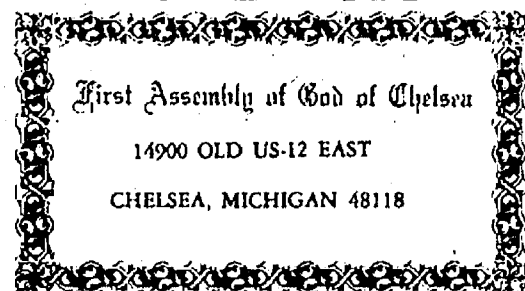 First Assembly of God of Chelsea
14900 OLD US-12 EAST
CHELSEA, MICHIGAN 48118